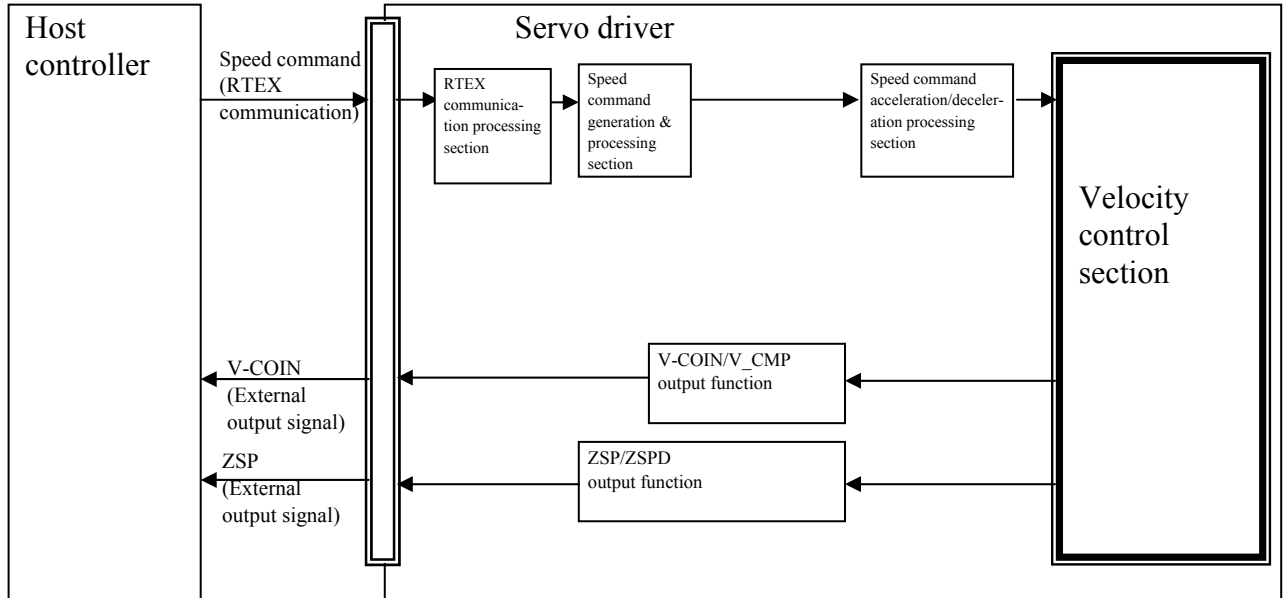 Host
controller
Servo driver
Speed command
(RTEX
communication)
RTEX
communica-
tion processing
section
Speed
command
generation &
processing
section
Speed command
acceleration/deceler-
ation processing
section
Velocity
control
section
V-COIN
(External
output signal)
V-COIN/V_CMP
output function
ZSP
(External
output signal)
ZSP/ZSPD
output function